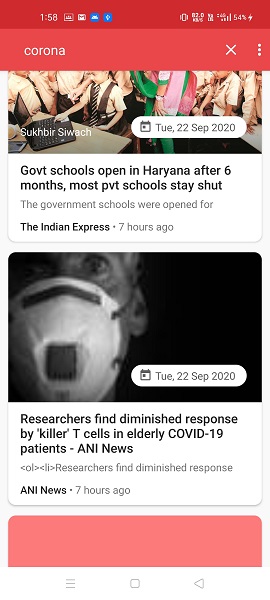 1:58
54%
corona
Sukhbir Siwach
Tue, 22 Sep 2020
Govt schools open in Haryana after 6
months, most pvt schools stay shut
The government schools were opened for
The Indian Express • 7 hours ago
Tue, 22 Sep 2020
Researchers find diminished response
by 'killer' T cells in elderly COVID-19
patients - ANI News
<ol><li>Researchers find diminished response
ANI News • 7 hours ago